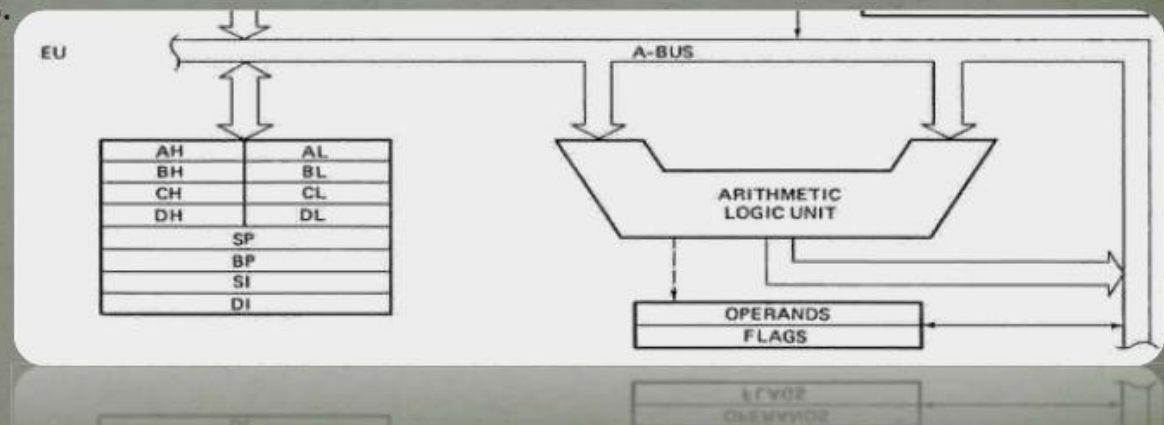 EU
A-BUS
AH AL
BH BL
CH CL
DH DL
SP
BP
SI
DI
ARITHMETIC
LOGIC UNIT
OPERANDS
FLAGS